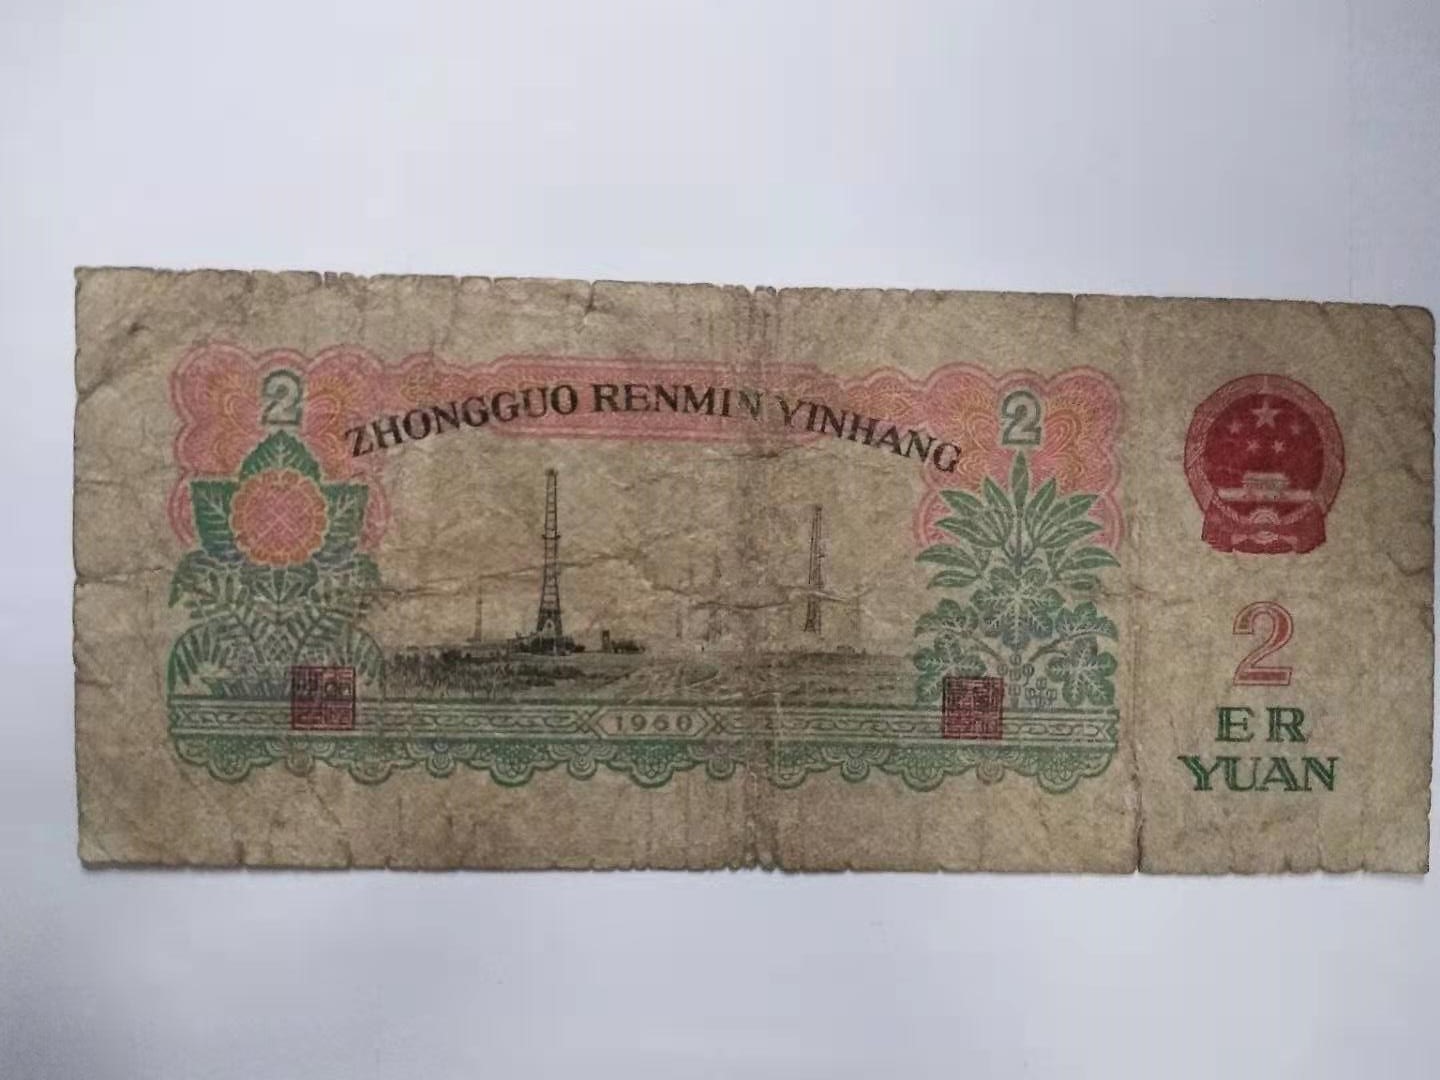 2
2
ZHONGGUO RENMIN YINHANG
1960
2
ER
YUAN